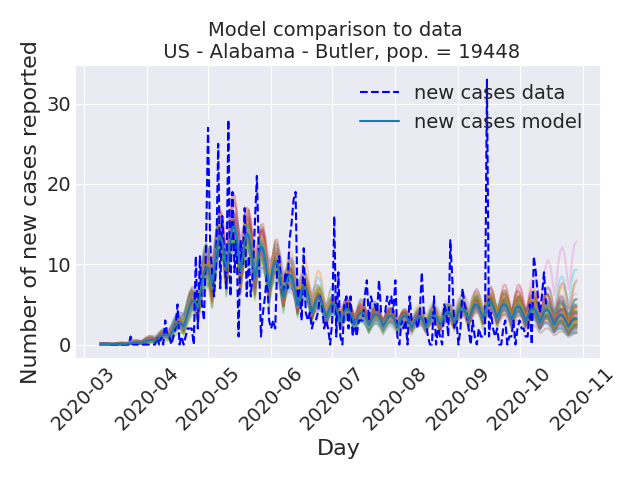 Model comparison to data
US - Alabama - Butler, pop. = 19448
Number of new cases reported
30
20
10
0
new cases data
new cases model
2020-03
2020-04
2020-05
2020-06
2020-07
2020-08
2020-09
2020-10
2020-11
Day